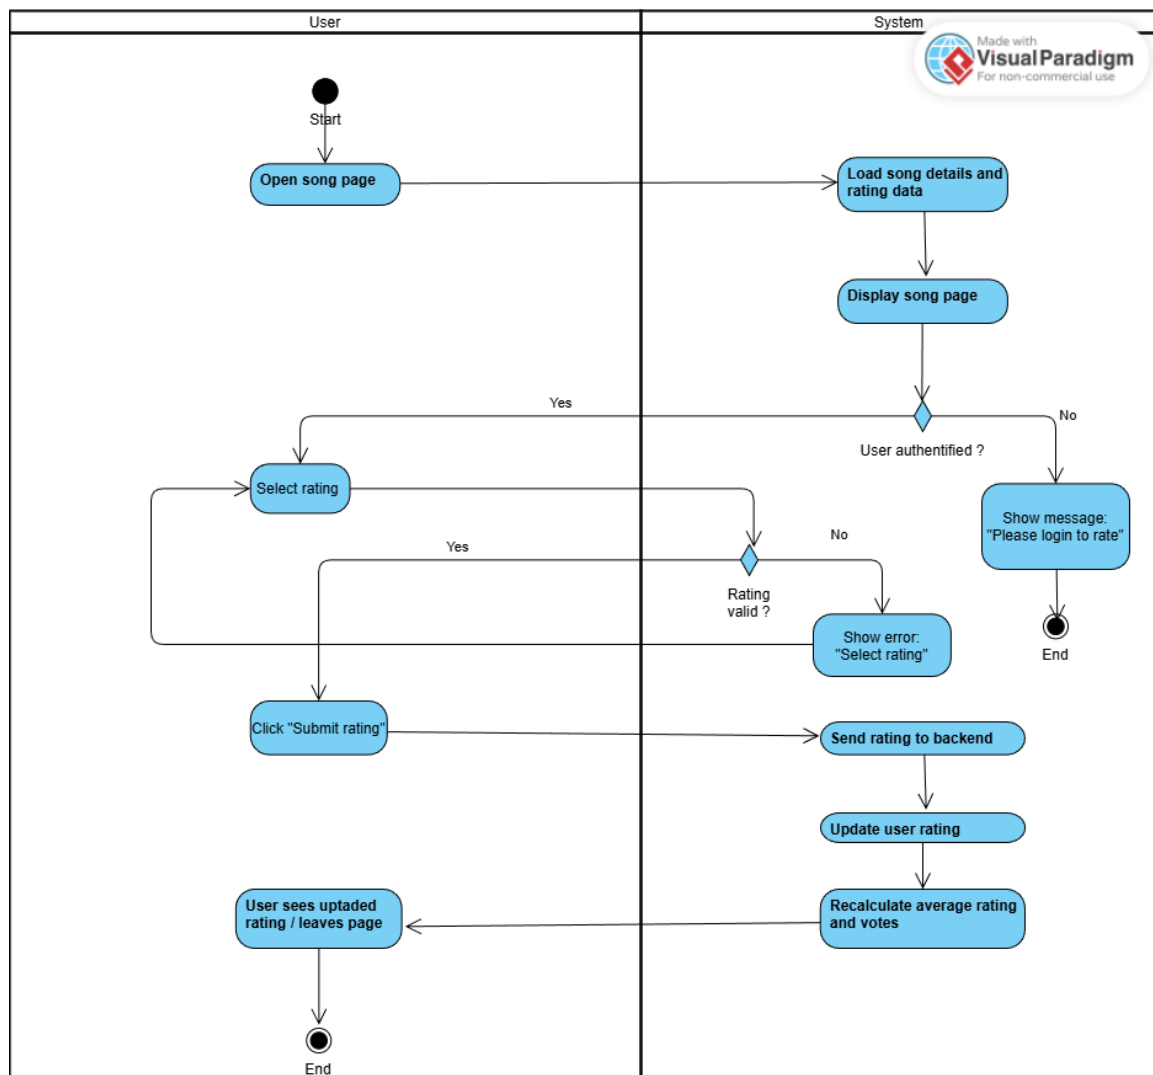 User
System
Made with
Visual Paradigm
For non-commercial use
Start
Open song page
Load song details and
rating data
Display song page
Yes
No
User authentified ?
Select rating
Show message:
"Please login to rate"
Yes
No
Rating
valid ?
Show error:
"Select rating"
End
Click "Submit rating"
Send rating to backend
Update user rating
User sees uptaded
rating / leaves page
Recalculate average rating
and votes
End